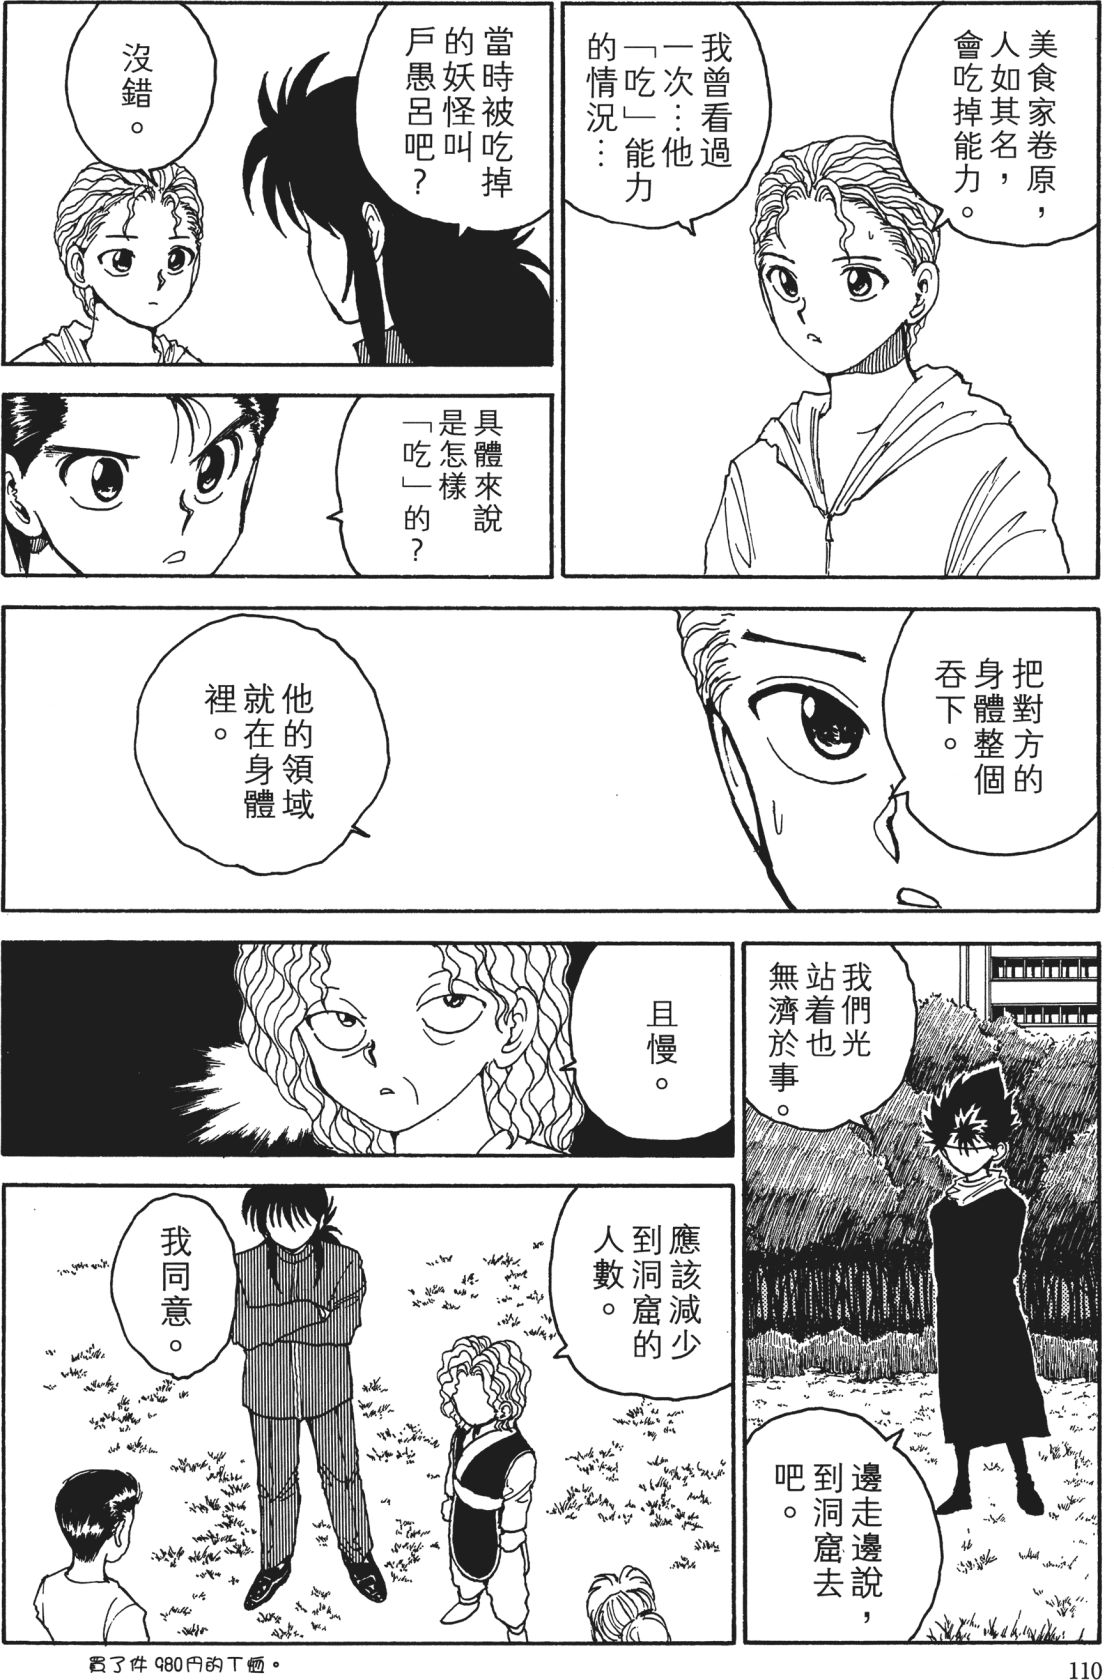 美食家卷原，
人如其名，
會吃掉能力。
我曾看過
一次…他
「吃」能力
的情況…
當時被吃掉
的妖怪叫
戶愚呂吧？
沒錯。
具體來說
是怎樣
「吃」的？
把對方的
身體整個
吞下。
他的領域
就在身體
裡。
我們光
站着也
無濟於事。
邊走邊說，
到洞窟去
吧。
且慢。
應該減少
到洞窟的
人數。
我同意。
買了件980円的T恤。
110